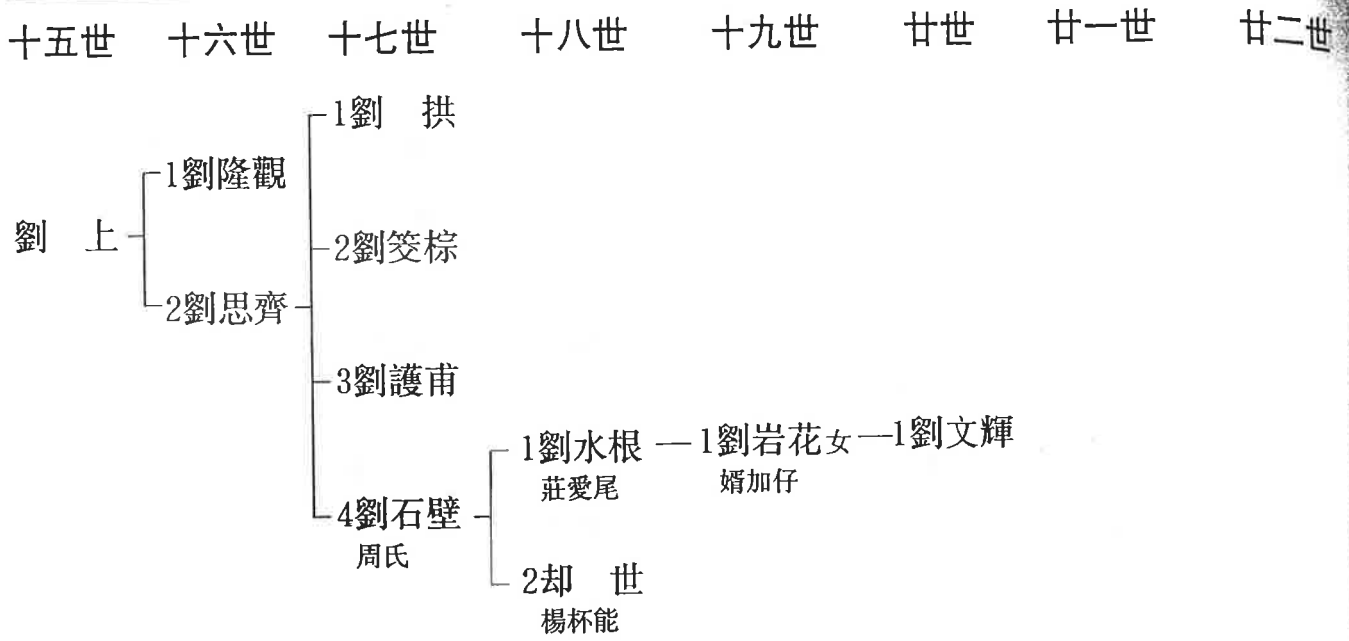 十五世 十六世 十七世 十八世 十九世 廿世 廿一世 廿二世
1劉 拱
1劉隆觀
劉 上
2劉筊棕
2劉思齊
3劉護甫
1劉水根 1劉岩花女 1劉文輝
莊愛尾 婿加仔
4劉石壁
周氏
2却 世
楊杯能